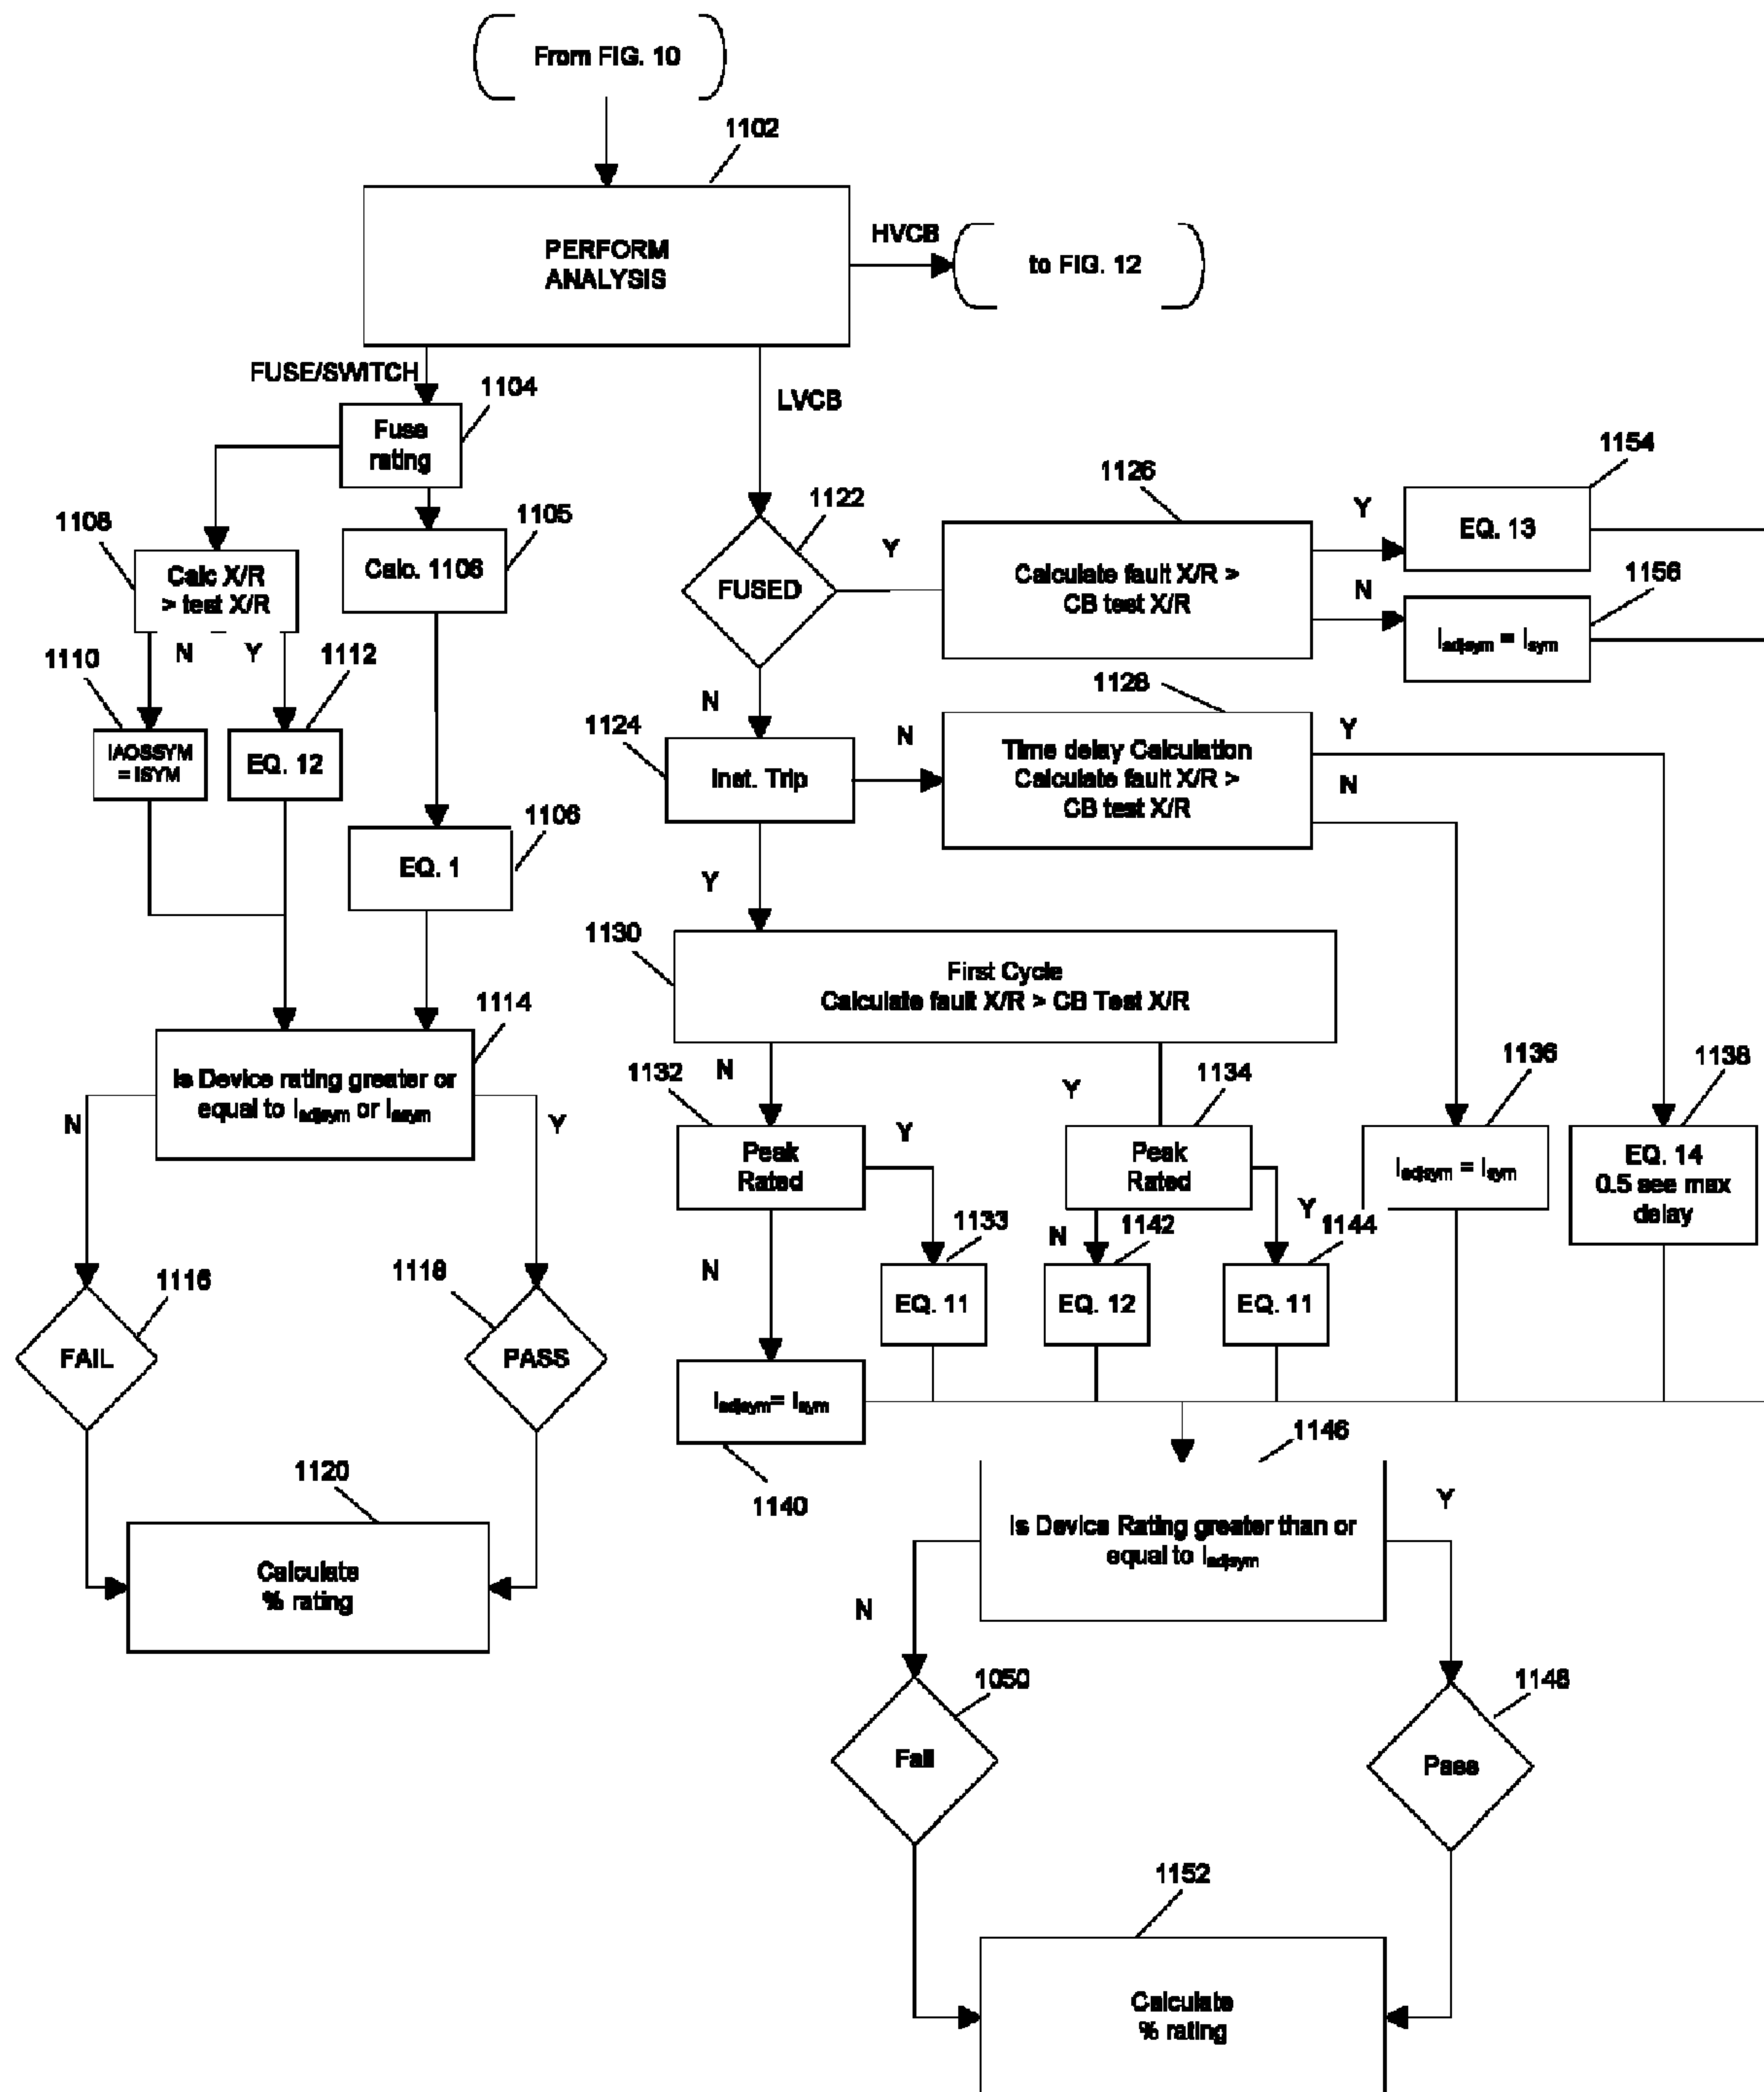 From FIG. 10
1102
PERFORM
ANALYSIS
HVCB
to FIG. 12
FUSE/SWITCH
1104
LVCB
Fuse
rating
1154
1126
1122
1105
1108
Y
EQ. 13
Calc X/R
> test X/R
Calc. 1106
FUSED
Y
Calculate fault X/R >
CB test X/R
1156
N
Iadjsym = Isym
1110
N
Y
1112
1128
N
1124
N
Y
IAOSSYM
= ISYM
EQ. 12
Inst. Trip
Time delay Calculation
Calculate fault X/R >
CB test X/R
N
1106
EQ. 1
Y
1130
First Cycle
Calculate fault X/R > CB Test X/R
1114
Is Device rating greater or
equal to Iadjsym or Iasym
N
Y
1132
N
Y
1134
1136
1138
Peak
Rated
Y
Peak
Rated
Iadjsym = Isym
EQ. 14
0.5 see max
delay
1133
N
1142
Y
1144
N
1116
1118
EQ. 11
EQ. 12
EQ. 11
FAIL
PASS
Iadjsym = Isym
1146
1120
1140
Y
Is Device Rating greater than or
equal to Iadjsym
Calculate
% rating
N
1050
1148
Fail
Pass
1152
Calculate
% rating